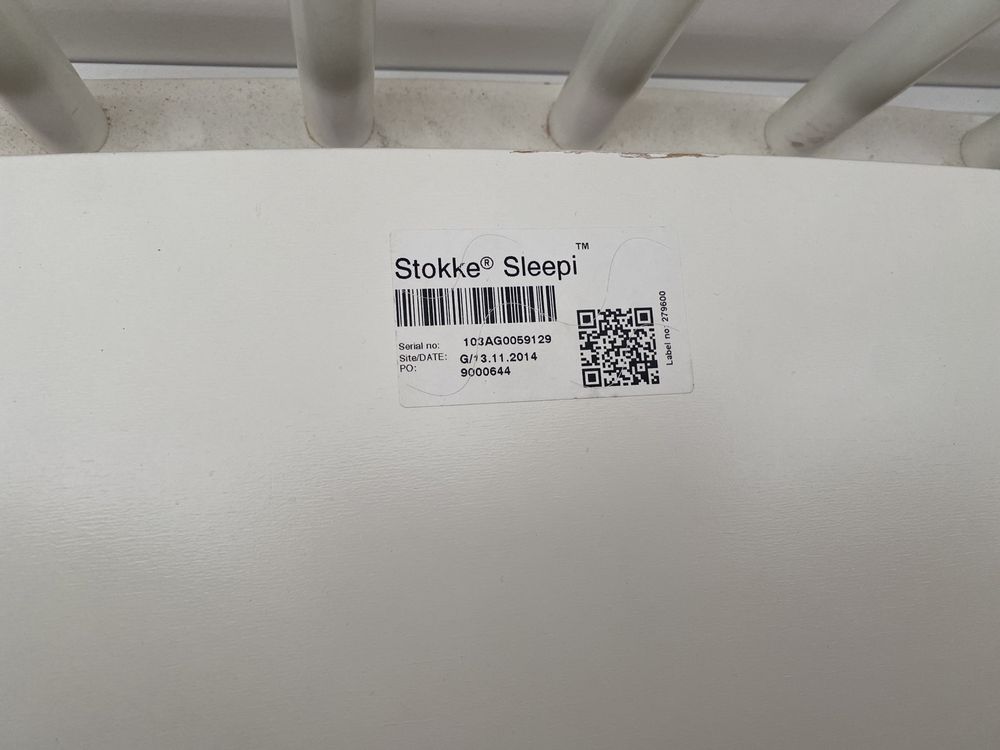 Stokke® Sleepi™
Serial no: 103AG0059129
Site/DATE: G/13.11.2014
PO: 9000644
Label no: 279600